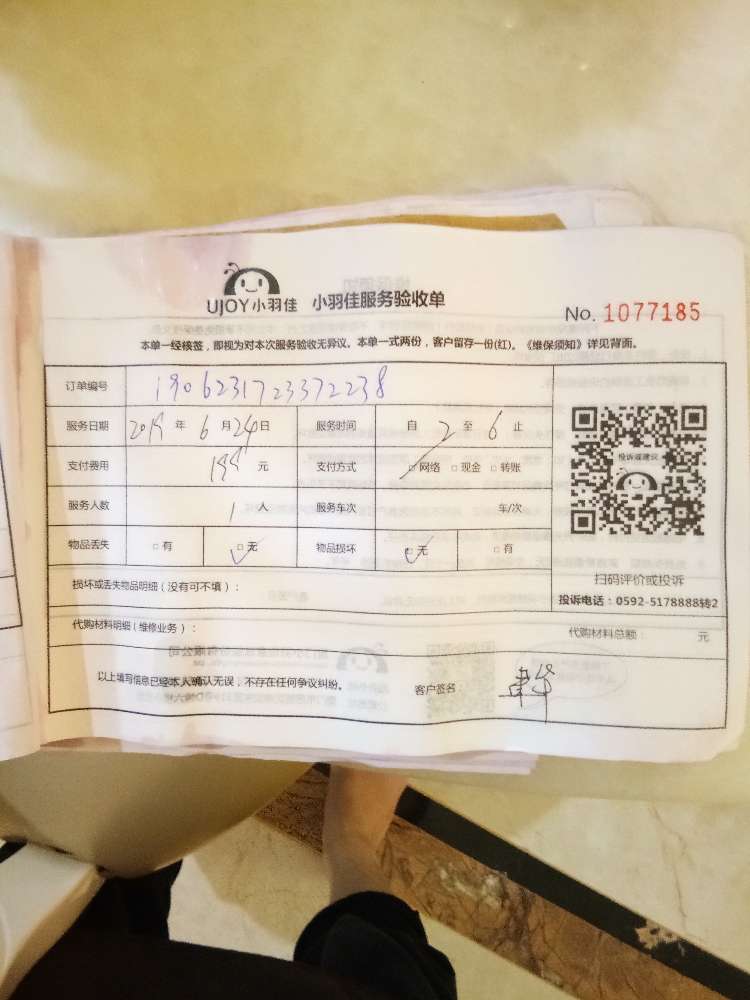 UJOY小羽佳 小羽佳服务验收单
No. 1077185
本单一经核签，即视为对本次服务验收无异议。本单一式两份，客户留存一份(红)。《维保须知》详见背面。
订单编号 1906231723372238
服务日期 2019 年 6 月 24 日 服务时间 自 2 至 6 止
支付费用 199 元 支付方式 □网络 □现金 □转账
投诉或建议
服务人数 1 人 服务车次 车/次
物品丢失 □有 □无 物品损坏 □无 □有
扫码评价或投诉
损坏或丢失物品明细（没有可不填）：
投诉电话：0592-5178888转2
代购材料明细（维修业务）： 代购材料总额： 元
以上填写信息已经本人确认无误，不存在任何争议纠纷。 客户签名：